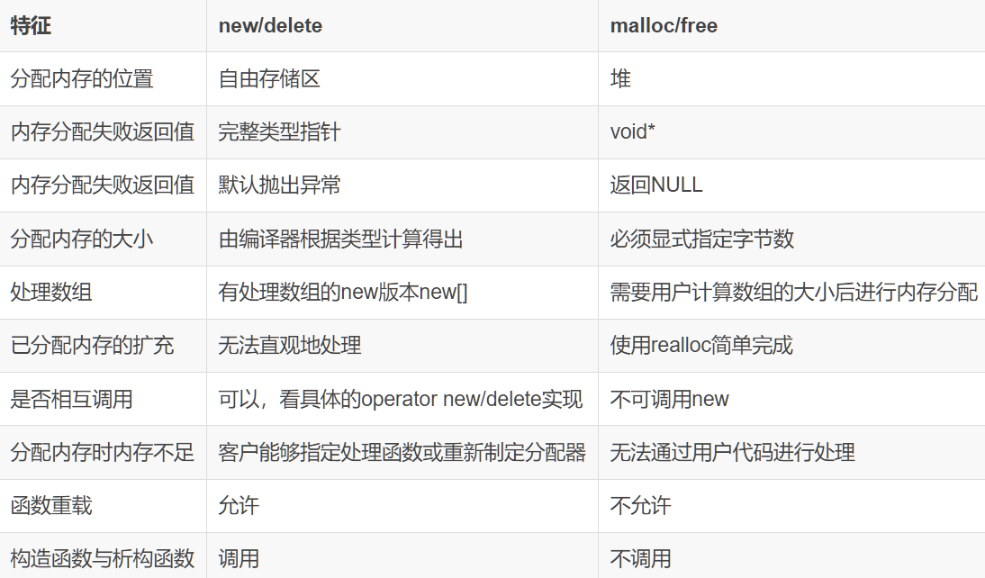 特征 new/delete malloc/free
分配内存的位置 自由存储区 堆
内存分配失败返回值 完整类型指针 void*
内存分配失败返回值 默认抛出异常 返回NULL
分配内存的大小 由编译器根据类型计算得出 必须显式指定字节数
处理数组 有处理数组的new版本new[] 需要用户计算数组的大小后进行内存分配
已分配内存的扩充 无法直观地处理 使用realloc简单完成
是否相互调用 可以，看具体的operator new/delete实现 不可调用new
分配内存时内存不足 客户能够指定处理函数或重新制定分配器 无法通过用户代码进行处理
函数重载 允许 不允许
构造函数与析构函数 调用 不调用